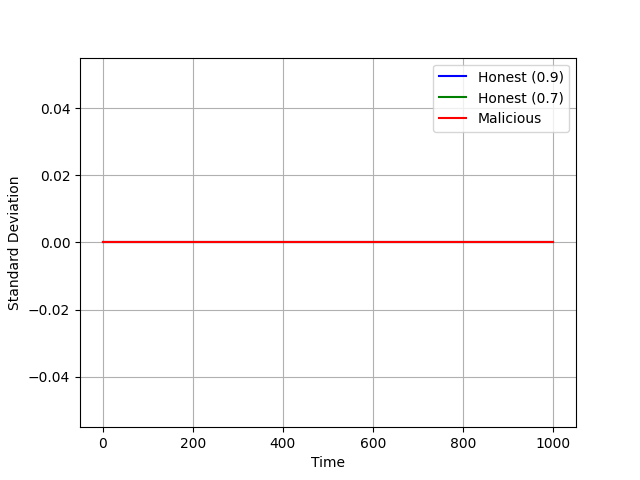 Honest (0.9)
Honest (0.7)
Malicious
0.04
0.02
0.00
−0.02
−0.04
Standard Deviation
0 200 400 600 800 1000
Time